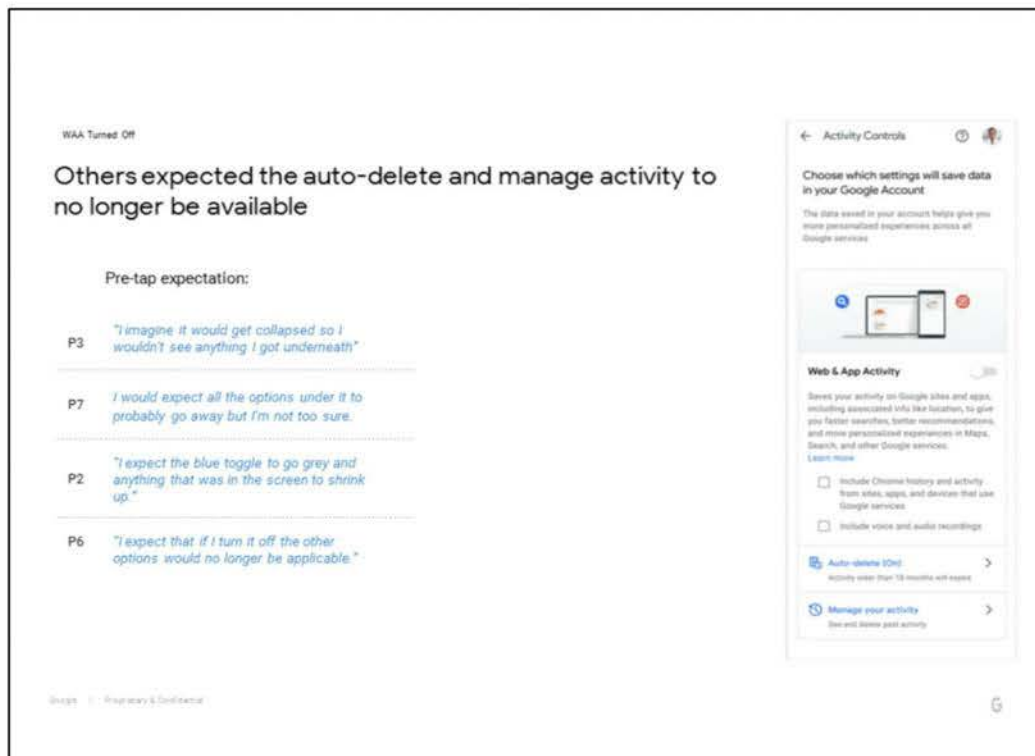 WAA Turned Off
Others expected the auto-delete and manage activity to
no longer be available
Pre-tap expectation:
P3
"I imagine it would get collapsed so I
wouldn't see anything I got underneath"
P7
I would expect all the options under it to
probably go away but I'm not too sure.
P2
"I expect the blue toggle to go grey and
anything that was in the screen to shrink
up."
P6
"I expect that if I turn it off the other
options would no longer be applicable."
Activity Controls
Choose which settings will save data
in your Google Account
The data saved in your account helps give you
more personalized experiences across all
Google services
Web & App Activity
Saves your activity on Google sites and apps,
including associated info like location, to give
you faster searches, better recommendations,
and more personalized experiences in Maps,
Search, and other Google services.
Learn more
Include Chrome history and activity
from sites, apps, and devices that use
Google services
Include voice and audio recordings
Auto-delete (On)
Activity older than 18 months will expire
Manage your activity
See and delete past activity
Google | Proprietary & Confidential
G